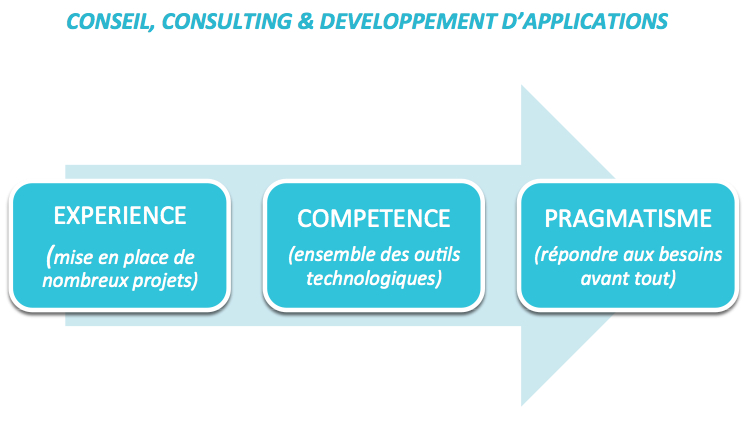 CONSEIL, CONSULTING & DEVELOPPEMENT D’APPLICATIONS
EXPERIENCE
(mise en place de
nombreux projets)
COMPETENCE
(ensemble des outils
technologiques)
PRAGMATISME
(répondre aux besoins
avant tout)